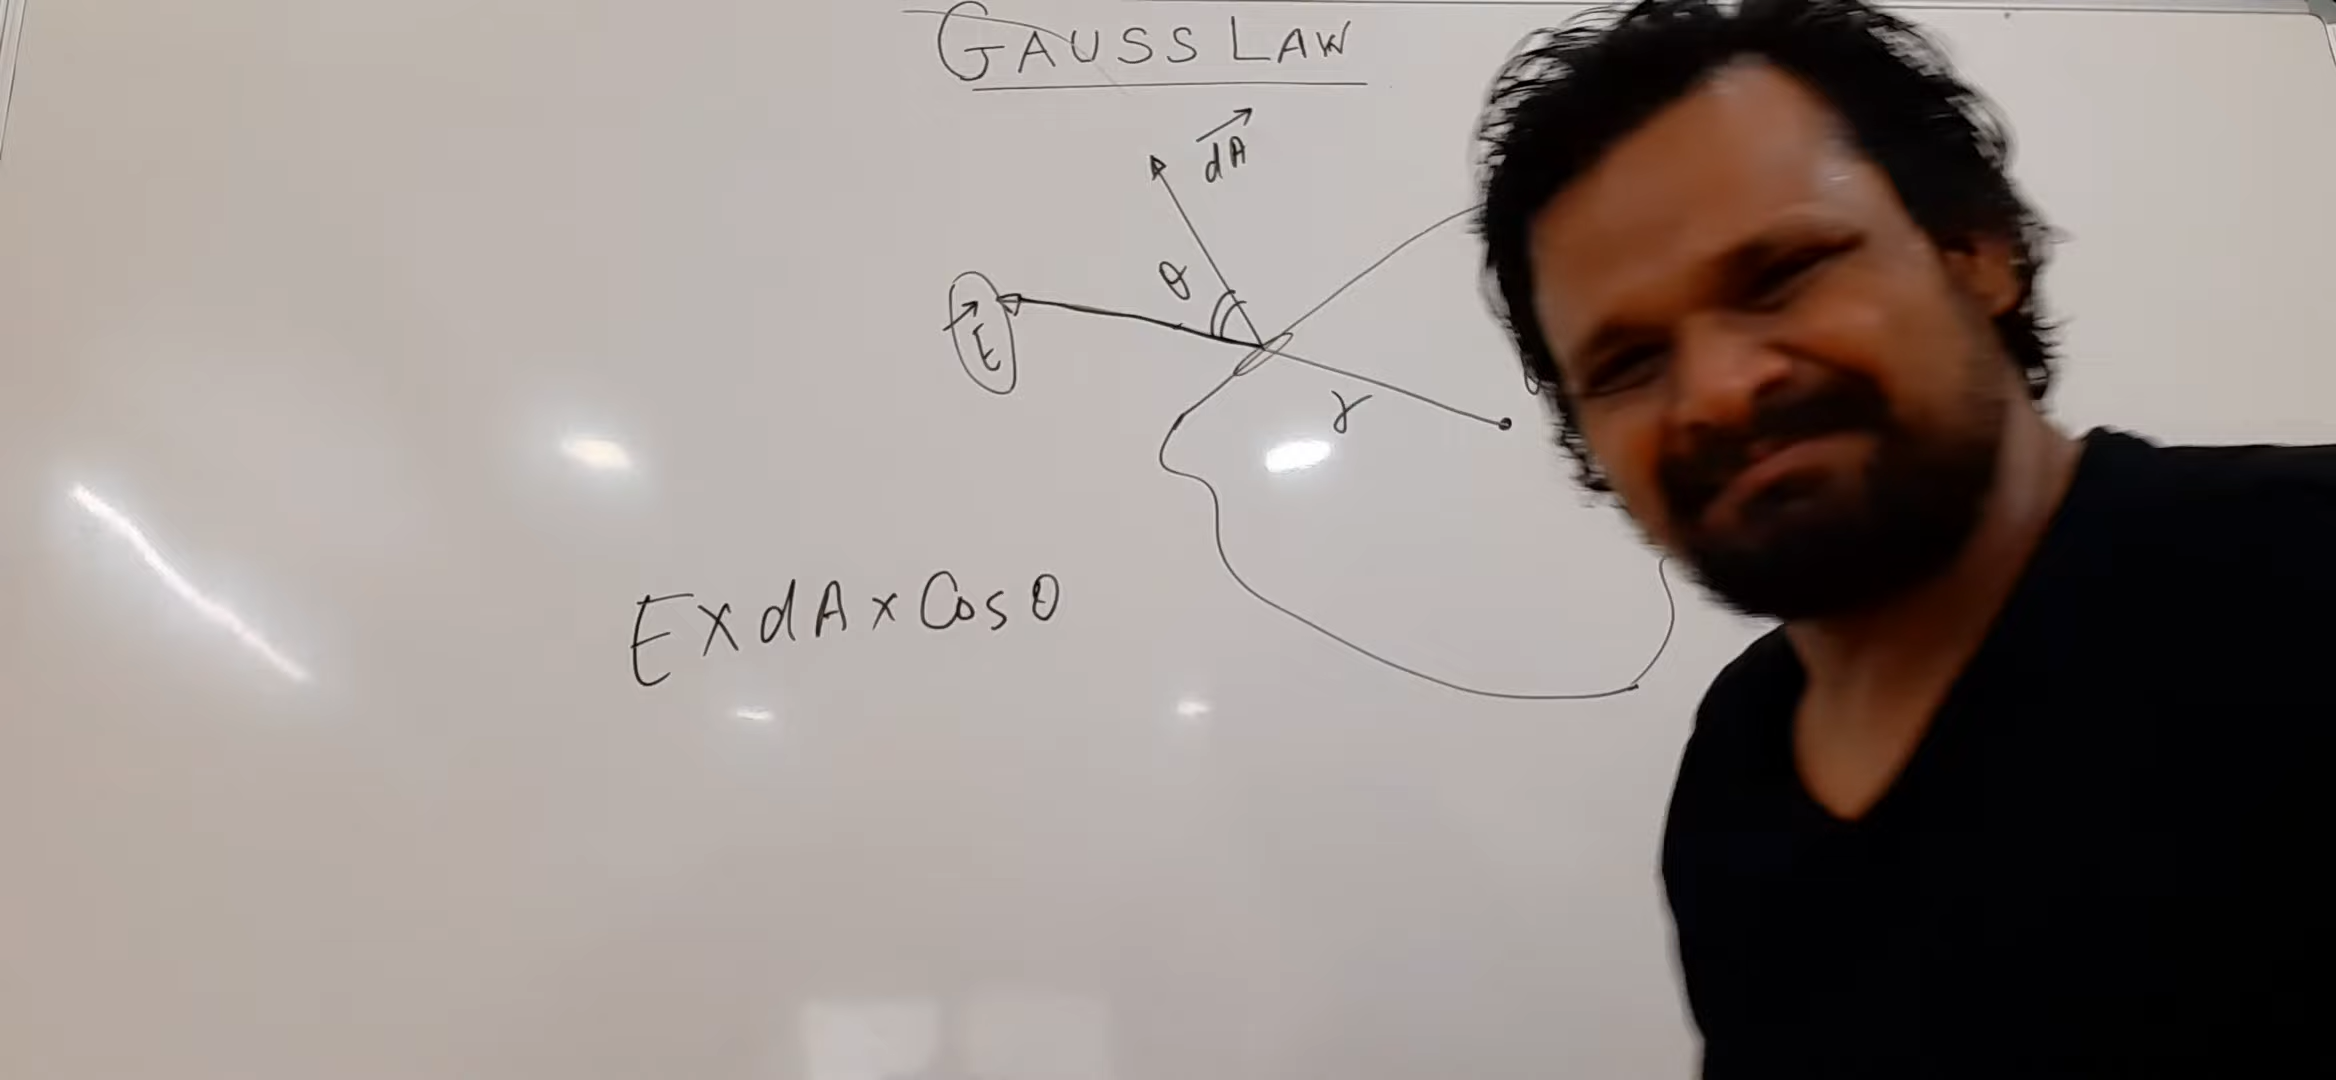 GAUSS LAW
dA
θ
E
r
E x dA x Cos θ